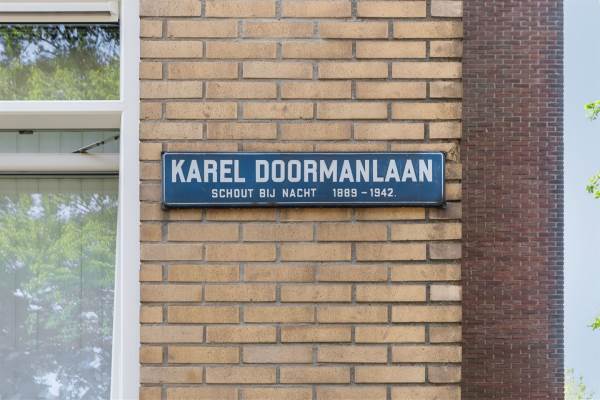 KAREL DOORMANLAAN
SCHOUT BIJ NACHT 1889 – 1942.